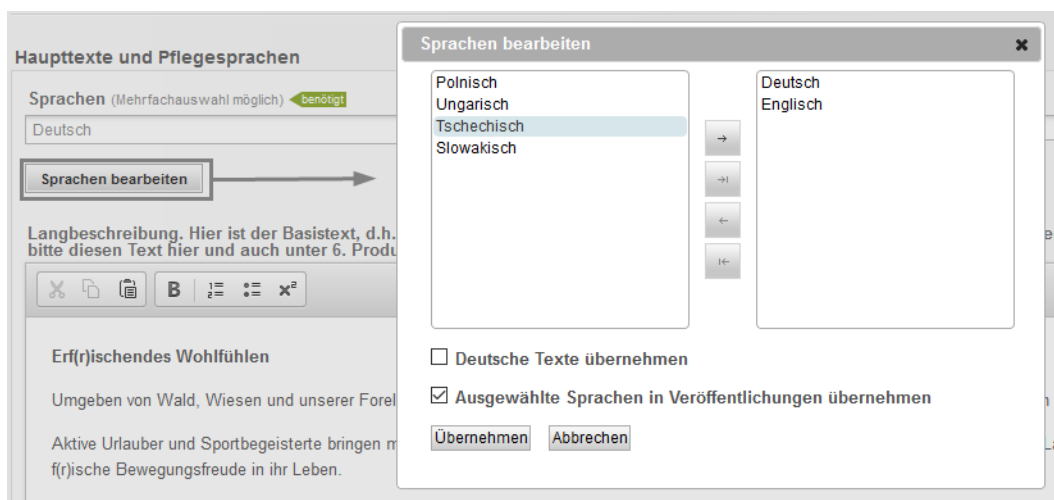 Haupttexte und Pflegesprachen
Sprachen (Mehrfachauswahl möglich) benötigt
Deutsch
Sprachen bearbeiten
Langbeschreibung. Hier ist der Basistext, d.h.
bitte diesen Text hier und auch unter 6. Produ
B
Erf(r)ischendes Wohlfühlen
Umgeben von Wald, Wiesen und unserer Forel
Aktive Urlauber und Sportbegeisterte bringen m
f(r)ische Bewegungsfreude in ihr Leben.
Sprachen bearbeiten
Polnisch
Ungarisch
Tschechisch
Slowakisch
Deutsch
Englisch
Deutsche Texte übernehmen
Ausgewählte Sprachen in Veröffentlichungen übernehmen
Übernehmen Abbrechen